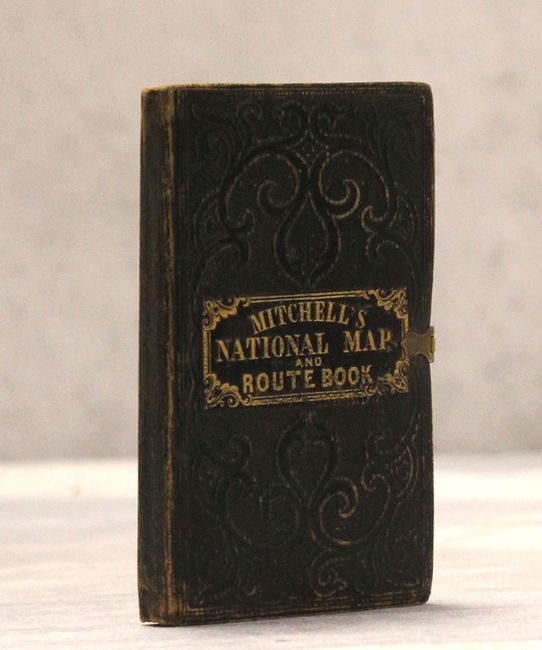 MITCHELL'S
NATIONAL MAP
AND
ROUTE BOOK